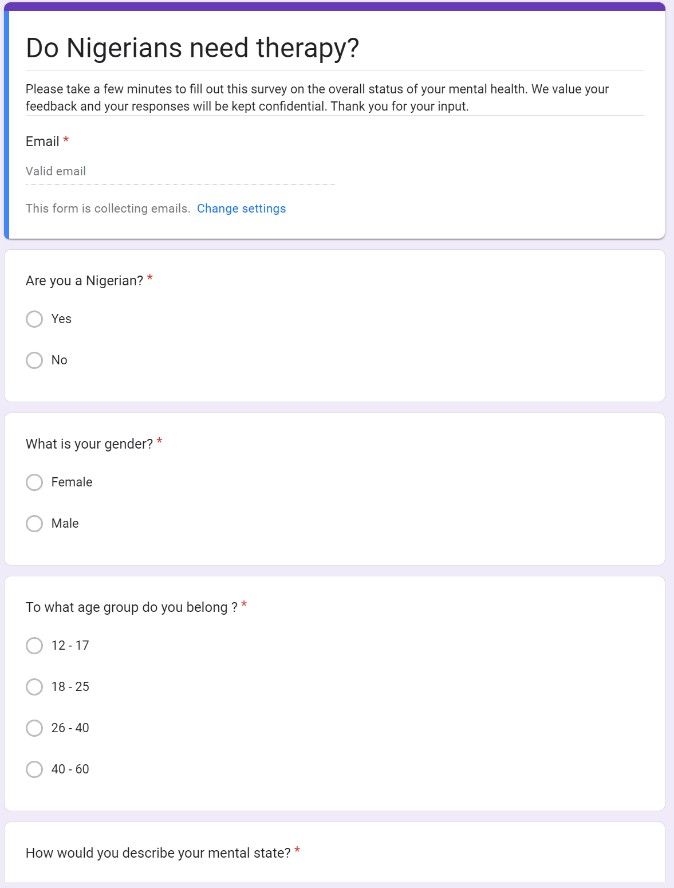 Do Nigerians need therapy?
Please take a few minutes to fill out this survey on the overall status of your mental health. We value your
feedback and your responses will be kept confidential. Thank you for your input.
Email *
Valid email
This form is collecting emails. Change settings
Are you a Nigerian? *
Yes
No
What is your gender? *
Female
Male
To what age group do you belong ? *
12 - 17
18 - 25
26 - 40
40 - 60
How would you describe your mental state? *